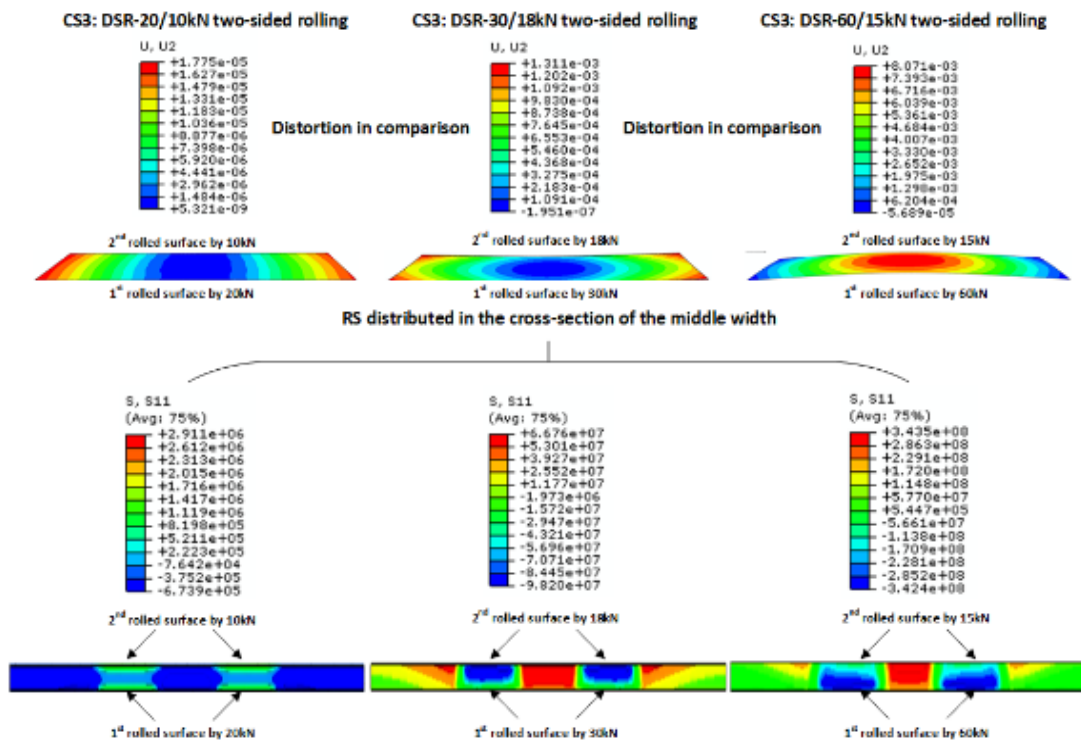 CS3: DSR-20/10kN two-sided rolling
CS3: DSR-30/18kN two-sided rolling
CS3: DSR-60/15kN two-sided rolling
U, U2
+1.775e-05
+1.627e-05
+1.479e-05
+1.331e-05
+1.183e-05
+1.036e-05
+8.877e-06
+7.398e-06
+5.920e-06
+4.441e-06
+2.962e-06
+1.484e-06
+5.321e-09
Distortion in comparison
U, U2
+1.311e-03
+1.202e-03
+1.092e-03
+9.830e-04
+8.738e-04
+7.645e-04
+6.553e-04
+5.460e-04
+4.368e-04
+3.275e-04
+2.183e-04
+1.091e-04
-1.951e-07
Distortion in comparison
U, U2
+8.071e-03
+7.393e-03
+6.716e-03
+6.039e-03
+5.361e-03
+4.684e-03
+4.007e-03
+3.330e-03
+2.652e-03
+1.975e-03
+1.298e-03
+6.204e-04
-5.689e-05
2nd rolled surface by 10kN
2nd rolled surface by 18kN
2nd rolled surface by 15kN
1st rolled surface by 20kN
1st rolled surface by 30kN
1st rolled surface by 60kN
RS distributed in the cross-section of the middle width
S, S11
(Avg: 75%)
+2.911e+06
+2.612e+06
+2.313e+06
+2.015e+06
+1.716e+06
+1.417e+06
+1.119e+06
+8.198e+05
+5.211e+05
+2.223e+05
-7.642e+04
-3.752e+05
-6.739e+05
S, S11
(Avg: 75%)
+6.676e+07
+5.301e+07
+3.927e+07
+2.552e+07
+1.177e+07
-1.973e+06
-1.572e+07
-2.947e+07
-4.321e+07
-5.696e+07
-7.071e+07
-8.445e+07
-9.820e+07
S, S11
(Avg: 75%)
+3.435e+08
+2.863e+08
+2.291e+08
+1.720e+08
+1.148e+08
+5.770e+07
+5.447e+05
-5.661e+07
-1.138e+08
-1.709e+08
-2.281e+08
-2.852e+08
-3.424e+08
2nd rolled surface by 10kN
2nd rolled surface by 18kN
2nd rolled surface by 15kN
1st rolled surface by 20kN
1st rolled surface by 30kN
1st rolled surface by 60kN